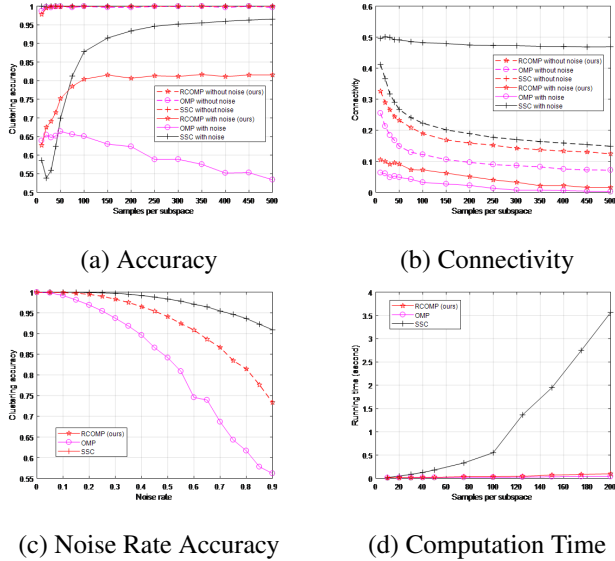 1
0.95
0.9
0.85
0.8
0.75
0.7
0.65
0.6
0.55
0.5
Clustering accuracy
RCOMP without noise (ours)
OMP without noise
SSC without noise
RCOMP with noise (ours)
OMP with noise
SSC with noise
0 50 100 150 200 250 300 350 400 450 500
Samples per subspace
(a) Accuracy
0.6
0.5
0.4
0.3
0.2
0.1
0
Connectivity
RCOMP without noise (ours)
OMP without noise
SSC without noise
RCOMP with noise (ours)
OMP with noise
SSC with noise
0 50 100 150 200 250 300 350 400 450 500
Samples per subspace
(b) Connectivity
1
0.95
0.9
0.85
0.8
0.75
0.7
0.65
0.6
0.55
Clustering accuracy
RCOMP (ours)
OMP
SSC
0 0.1 0.2 0.3 0.4 0.5 0.6 0.7 0.8 0.9
Noise rate
(c) Noise Rate Accuracy
4
3.5
3
2.5
2
1.5
1
0.5
0
Running time (second)
RCOMP (ours)
OMP
SSC
0 20 40 60 80 100 120 140 160 180 200
Samples per subspace
(d) Computation Time